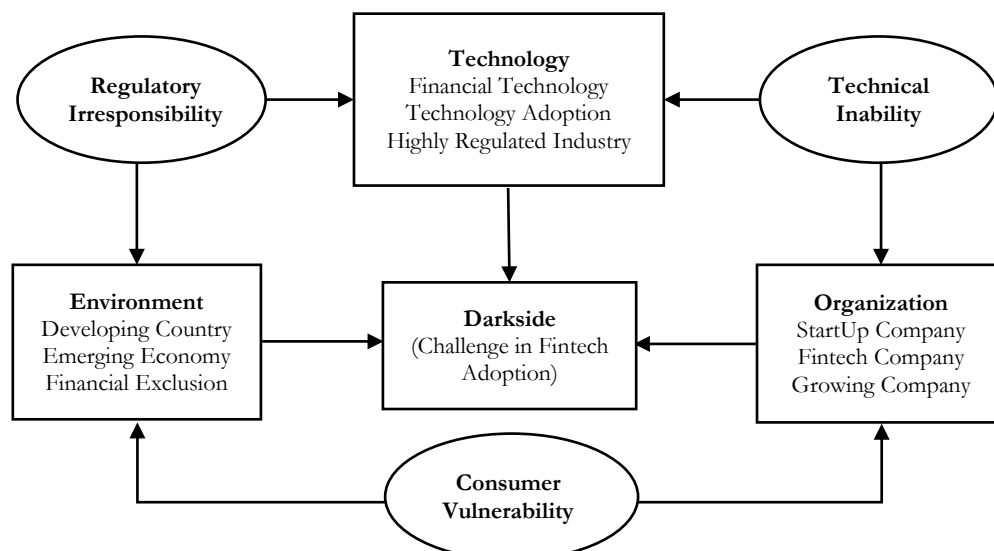 Regulatory
Irresponsibility
Technology
Financial Technology
Technology Adoption
Highly Regulated Industry
Technical
Inability
Environment
Developing Country
Emerging Economy
Financial Exclusion
Darkside
(Challenge in Fintech
Adoption)
Organization
StartUp Company
Fintech Company
Growing Company
Consumer
Vulnerability